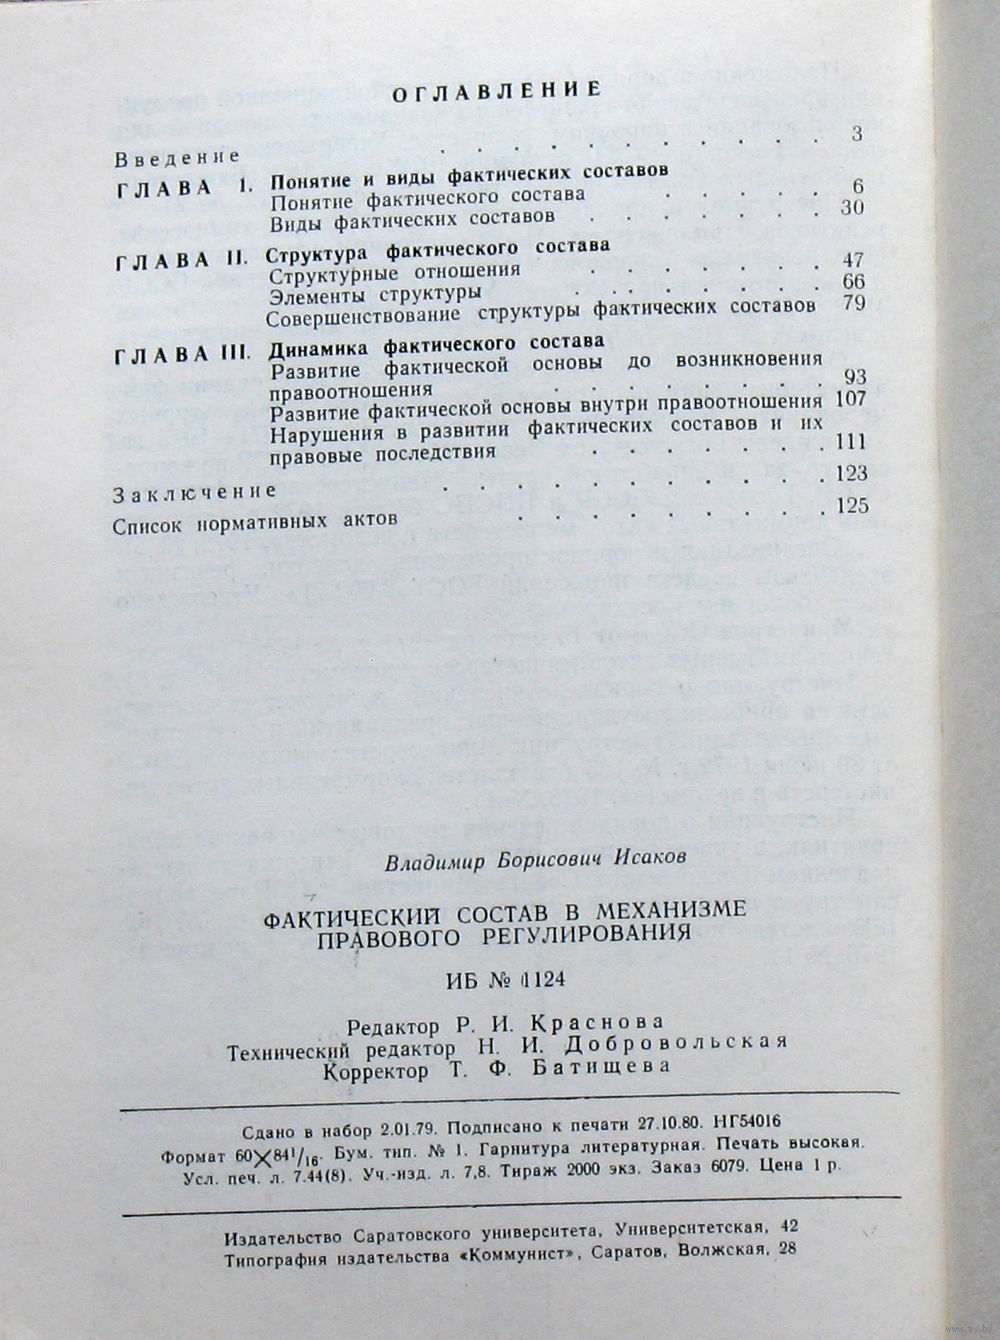 ОГЛАВЛЕНИЕ
Введение . . . . . . . . . . . . 3
ГЛАВА I. Понятие и виды фактических составов
Понятие фактического состава . . . . . 6
Виды фактических составов . . . . . . . 30
ГЛАВА II. Структура фактического состава
Структурные отношения . . . . . . . 47
Элементы структуры . . . . . . . 66
Совершенствование структуры фактических составов 79
ГЛАВА III. Динамика фактического состава
Развитие фактической основы до возникновения
правоотношения . . . . . . . . 93
Развитие фактической основы внутри правоотношения 107
Нарушения в развитии фактических составов и их
правовые последствия . . . . . . . 111
Заключение . . . . . . . . . . . . 123
Список нормативных актов . . . . . . . . . 125
Владимир Борисович Исаков
ФАКТИЧЕСКИЙ СОСТАВ В МЕХАНИЗМЕ
ПРАВОВОГО РЕГУЛИРОВАНИЯ
ИБ № 1124
Редактор Р. И. Краснова
Технический редактор Н. И. Добровольская
Корректор Т. Ф. Батищева
Сдано в набор 2.01.79. Подписано к печати 27.10.80. НГ54016
Формат 60×84¹/₁₆. Бум. тип. № 1. Гарнитура литературная. Печать высокая.
Усл. печ. л. 7.44(8). Уч.-изд. л. 7,8. Тираж 2000 экз. Заказ 6079. Цена 1 р.
Издательство Саратовского университета, Университетская, 42
Типография издательства «Коммунист», Саратов, Волжская, 28
www.ay.by